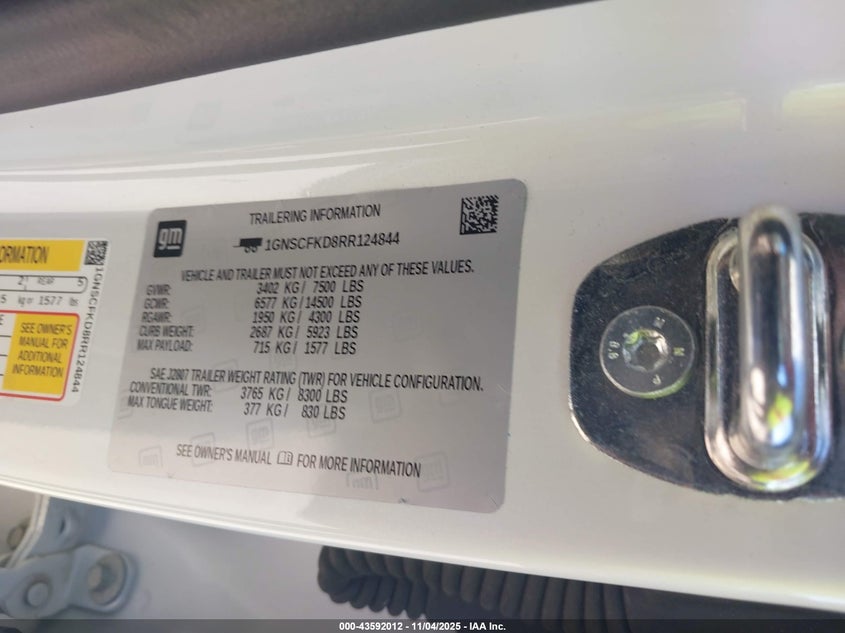 gm
TRAILERING INFORMATION
1GNSCFKD8RR124844
VEHICLE AND TRAILER MUST NOT EXCEED ANY OF THESE VALUES.
GVWR: 3402 KG / 7500 LBS
GCWR: 6577 KG / 14500 LBS
RGAWR: 1950 KG / 4300 LBS
CURB WEIGHT: 2687 KG / 5923 LBS
MAX PAYLOAD: 715 KG / 1577 LBS
SAE J2807 TRAILER WEIGHT RATING (TWR) FOR VEHICLE CONFIGURATION.
CONVENTIONAL TWR: 3765 KG / 8300 LBS
MAX TONGUE WEIGHT: 377 KG / 830 LBS
SEE OWNER'S MANUAL FOR MORE INFORMATION
ORMATION
2 REAR 5
5 kg or 1577 lbs
SEE OWNER'S
MANUAL FOR
ADDITIONAL
INFORMATION
1GNSCFKD8RR124844
000-43592012 - 11/04/2025 - IAA Inc.